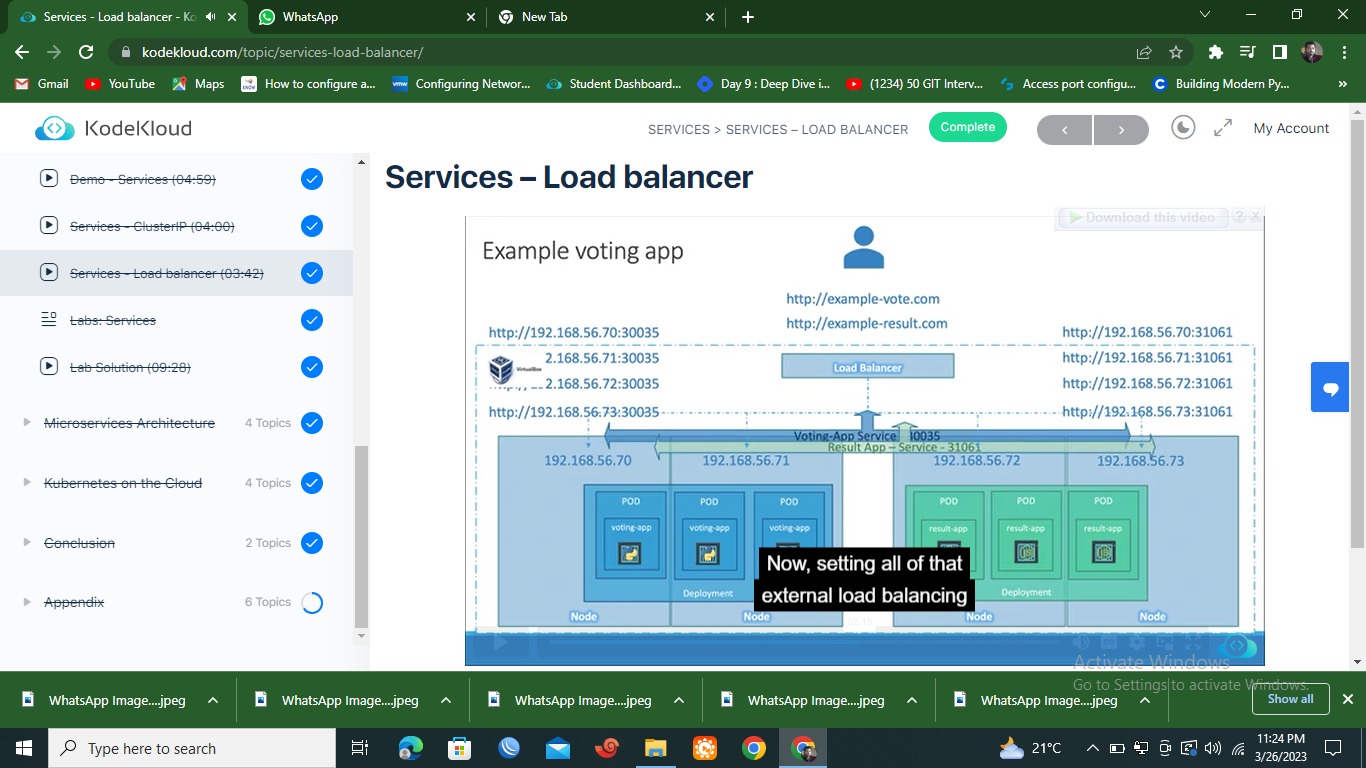 Services - Load balancer - Ko
WhatsApp
New Tab
kodekloud.com/topic/services-load-balancer/
Gmail
YouTube
Maps
How to configure a...
Configuring Networ...
Student Dashboard...
Day 9 : Deep Dive i...
(1234) 50 GIT Interv...
Access port configu...
Building Modern Py...
KodeKloud
SERVICES > SERVICES – LOAD BALANCER
Complete
My Account
Demo - Services (04:59)
Services - ClusterIP (04:00)
Services - Load balancer (03:42)
Labs: Services
Lab Solution (09:28)
Microservices Architecture 4 Topics
Kubernetes on the Cloud 4 Topics
Conclusion 2 Topics
Appendix 6 Topics
Services – Load balancer
Download this video
Example voting app
http://example-vote.com
http://example-result.com
http://192.168.56.70:30035
2.168.56.71:30035
2.168.56.72:30035
http://192.168.56.73:30035
VirtualBox
Load Balancer
http://192.168.56.70:31061
http://192.168.56.71:31061
http://192.168.56.72:31061
http://192.168.56.73:31061
Voting-App Service 30035
Result App – Service - 31061
192.168.56.70
192.168.56.71
192.168.56.72
192.168.56.73
POD
POD
POD
POD
POD
POD
voting-app
voting-app
voting-app
result-app
result-app
result-app
Now, setting all of that
external load balancing
Deployment
Deployment
Node
Node
Node
Node
02:18
Activate Windows
Go to Settings to activate Windows.
WhatsApp Image....jpeg
WhatsApp Image....jpeg
WhatsApp Image....jpeg
WhatsApp Image....jpeg
WhatsApp Image....jpeg
Show all
Type here to search
21°C
11:24 PM
3/26/2023